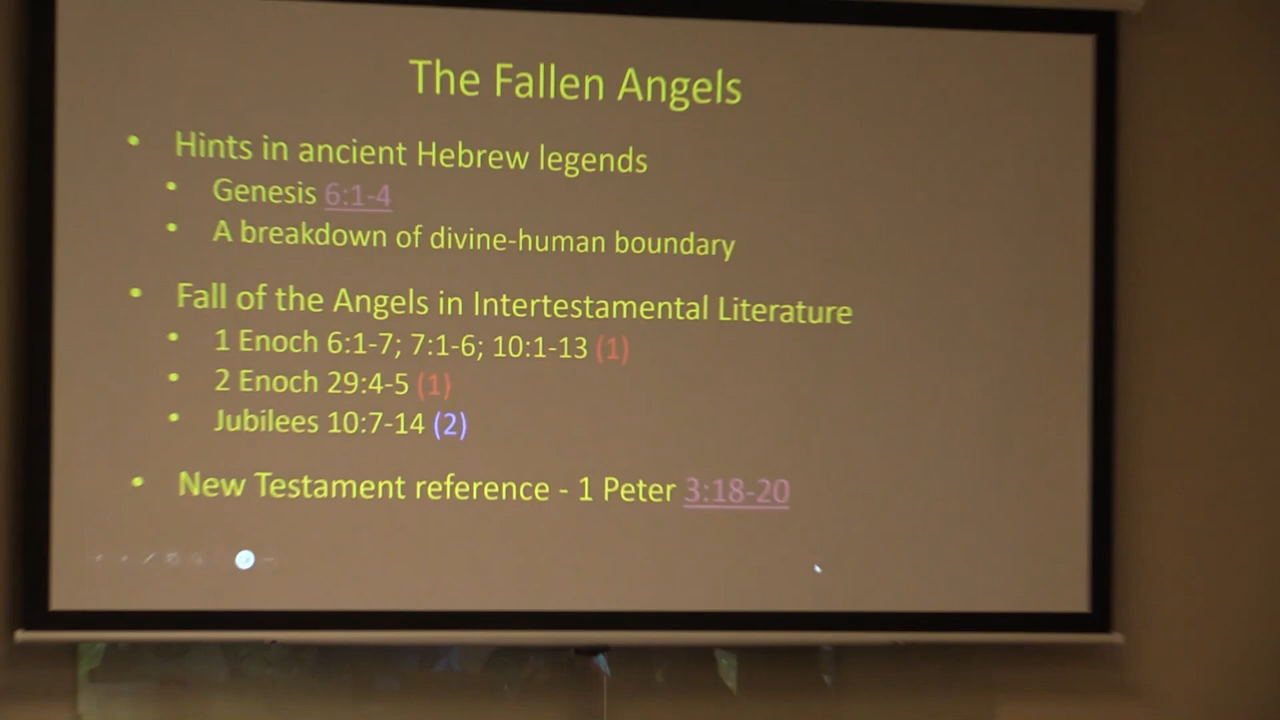 The Fallen Angels
• Hints in ancient Hebrew legends
• Genesis 6:1-4
• A breakdown of divine-human boundary
• Fall of the Angels in Intertestamental Literature
• 1 Enoch 6:1-7; 7:1-6; 10:1-13 (1)
• 2 Enoch 29:4-5 (1)
• Jubilees 10:7-14 (2)
• New Testament reference - 1 Peter 3:18-20